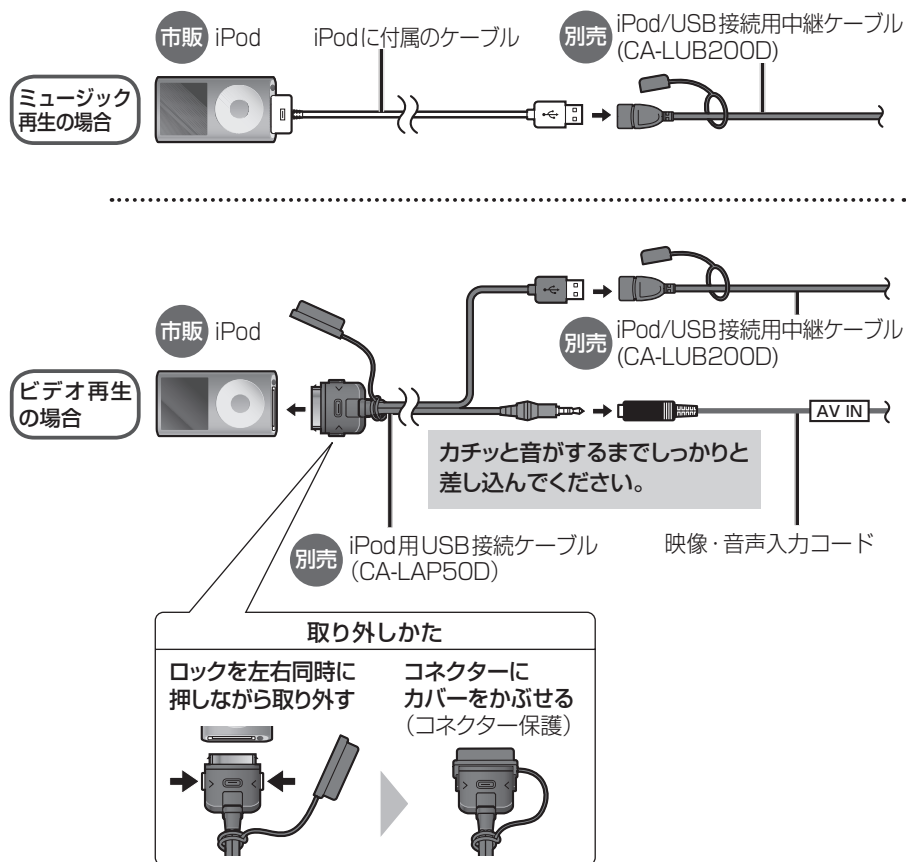 市販 iPod
iPodに付属のケーブル
別売 iPod/USB接続用中継ケーブル
(CA-LUB200D)
ミュージック
再生の場合
市販 iPod
別売 iPod/USB接続用中継ケーブル
(CA-LUB200D)
ビデオ再生
の場合
AV IN
カチッと音がするまでしっかりと
差し込んでください。
別売 iPod用USB接続ケーブル
（CA-LAP50D）
映像・音声入力コード
取り外しかた
ロックを左右同時に
押しながら取り外す
コネクターに
カバーをかぶせる
（コネクター保護）